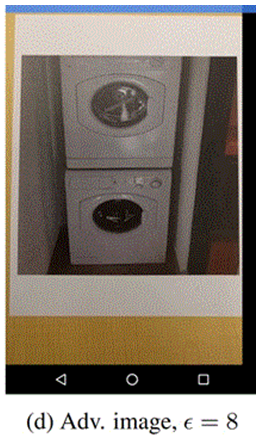 (d) Adv. image, ϵ = 8